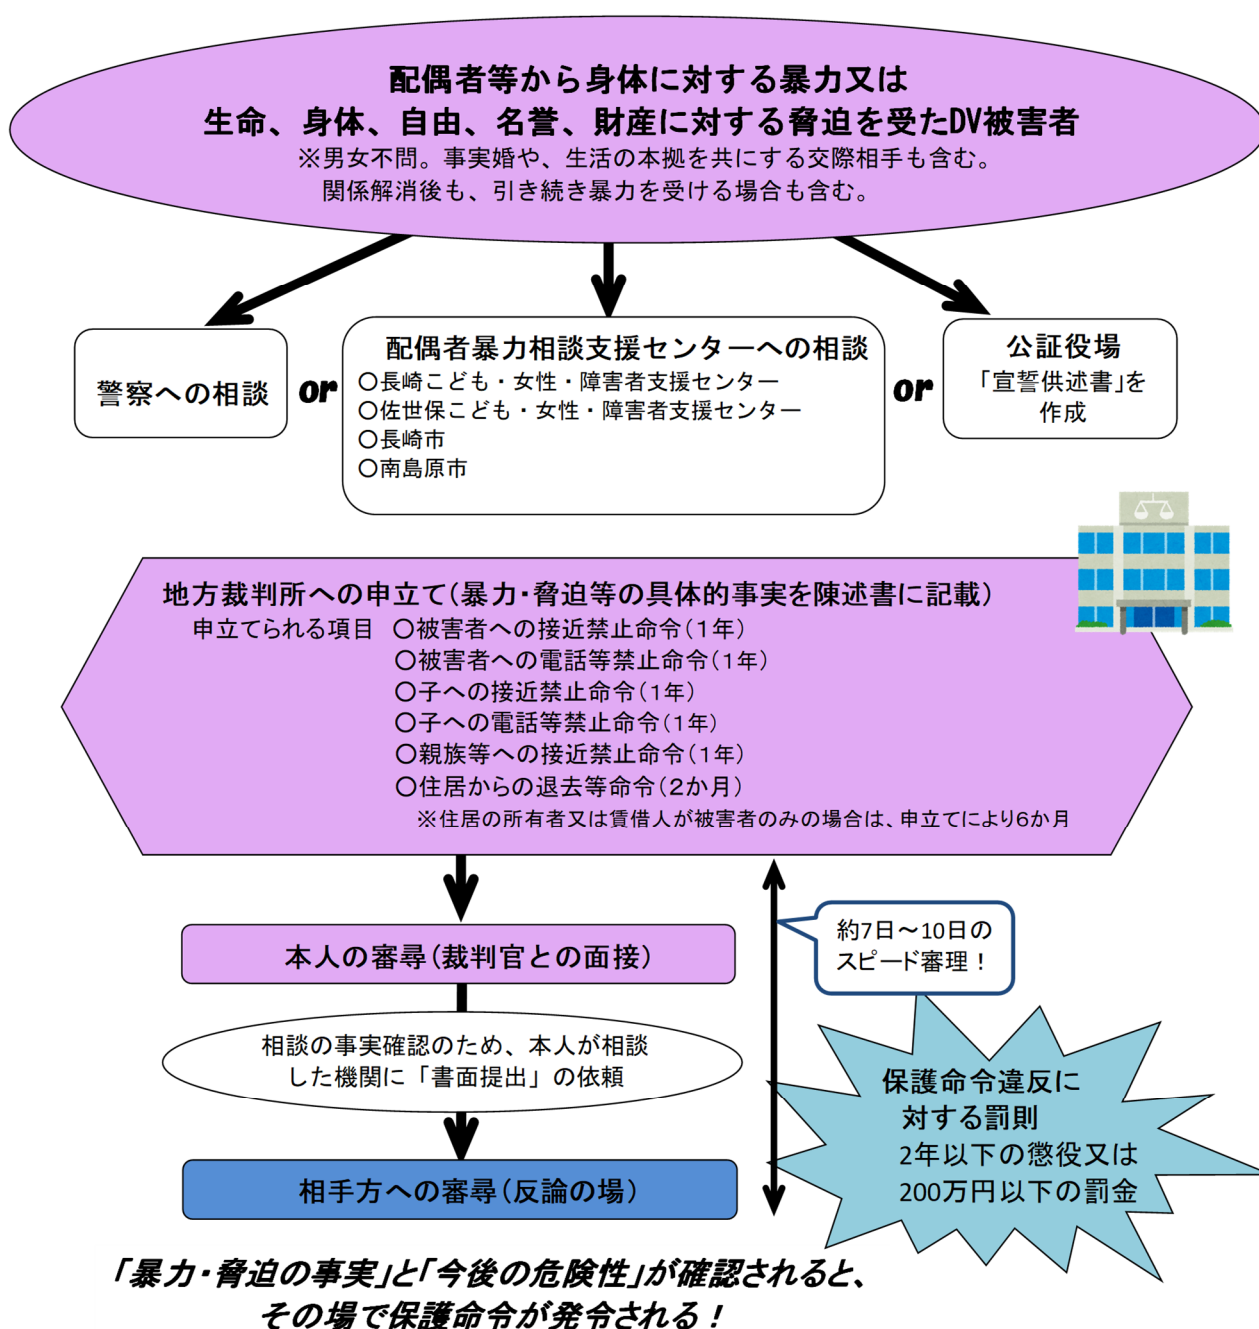 配偶者等から身体に対する暴力又は
生命、身体、自由、名誉、財産に対する脅迫を受けたDV被害者
※男女不問。事実婚や、生活の本拠を共にする交際相手も含む。
関係解消後も、引き続き暴力を受ける場合も含む。
警察への相談
or
配偶者暴力相談支援センターへの相談
○長崎こども・女性・障害者支援センター
○佐世保こども・女性・障害者支援センター
○長崎市
○南島原市
or
公証役場
「宣誓供述書」を
作成
地方裁判所への申立て(暴力・脅迫等の具体的事実を陳述書に記載)
申立てられる項目 ○被害者への接近禁止命令(1年)
○被害者への電話等禁止命令(1年)
○子への接近禁止命令(1年)
○子への電話等禁止命令(1年)
○親族等への接近禁止命令(1年)
○住居からの退去等命令(2か月)
※住居の所有者又は賃借人が被害者のみの場合は、申立てにより6か月
約7日～10日の
スピード審理！
本人の審尋(裁判官との面接)
相談の事実確認のため、本人が相談
した機関に「書面提出」の依頼
保護命令違反に
対する罰則
2年以下の懲役又は
200万円以下の罰金
相手方への審尋(反論の場)
「暴力・脅迫の事実」と「今後の危険性」が確認されると、
その場で保護命令が発令される！